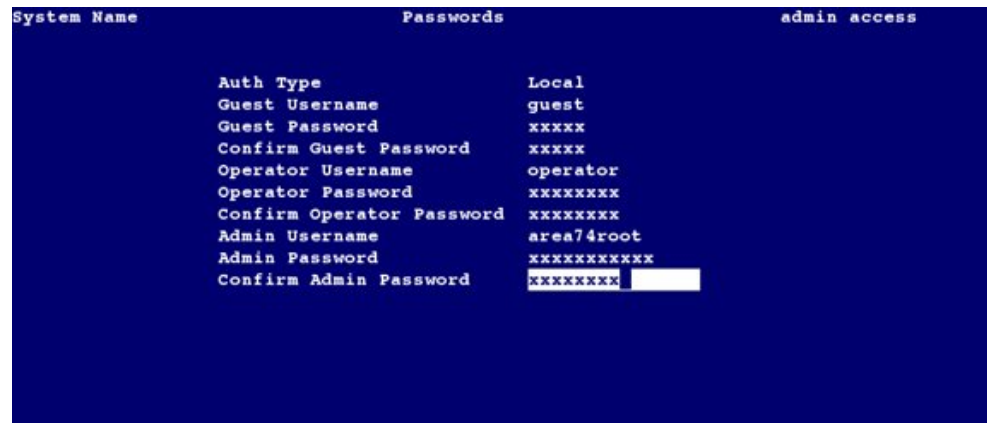 System Name Passwords admin access
Auth Type Local
Guest Username guest
Guest Password xxxxx
Confirm Guest Password xxxxx
Operator Username operator
Operator Password xxxxxxxx
Confirm Operator Password xxxxxxxx
Admin Username area74root
Admin Password xxxxxxxxxxx
Confirm Admin Password xxxxxxxx_